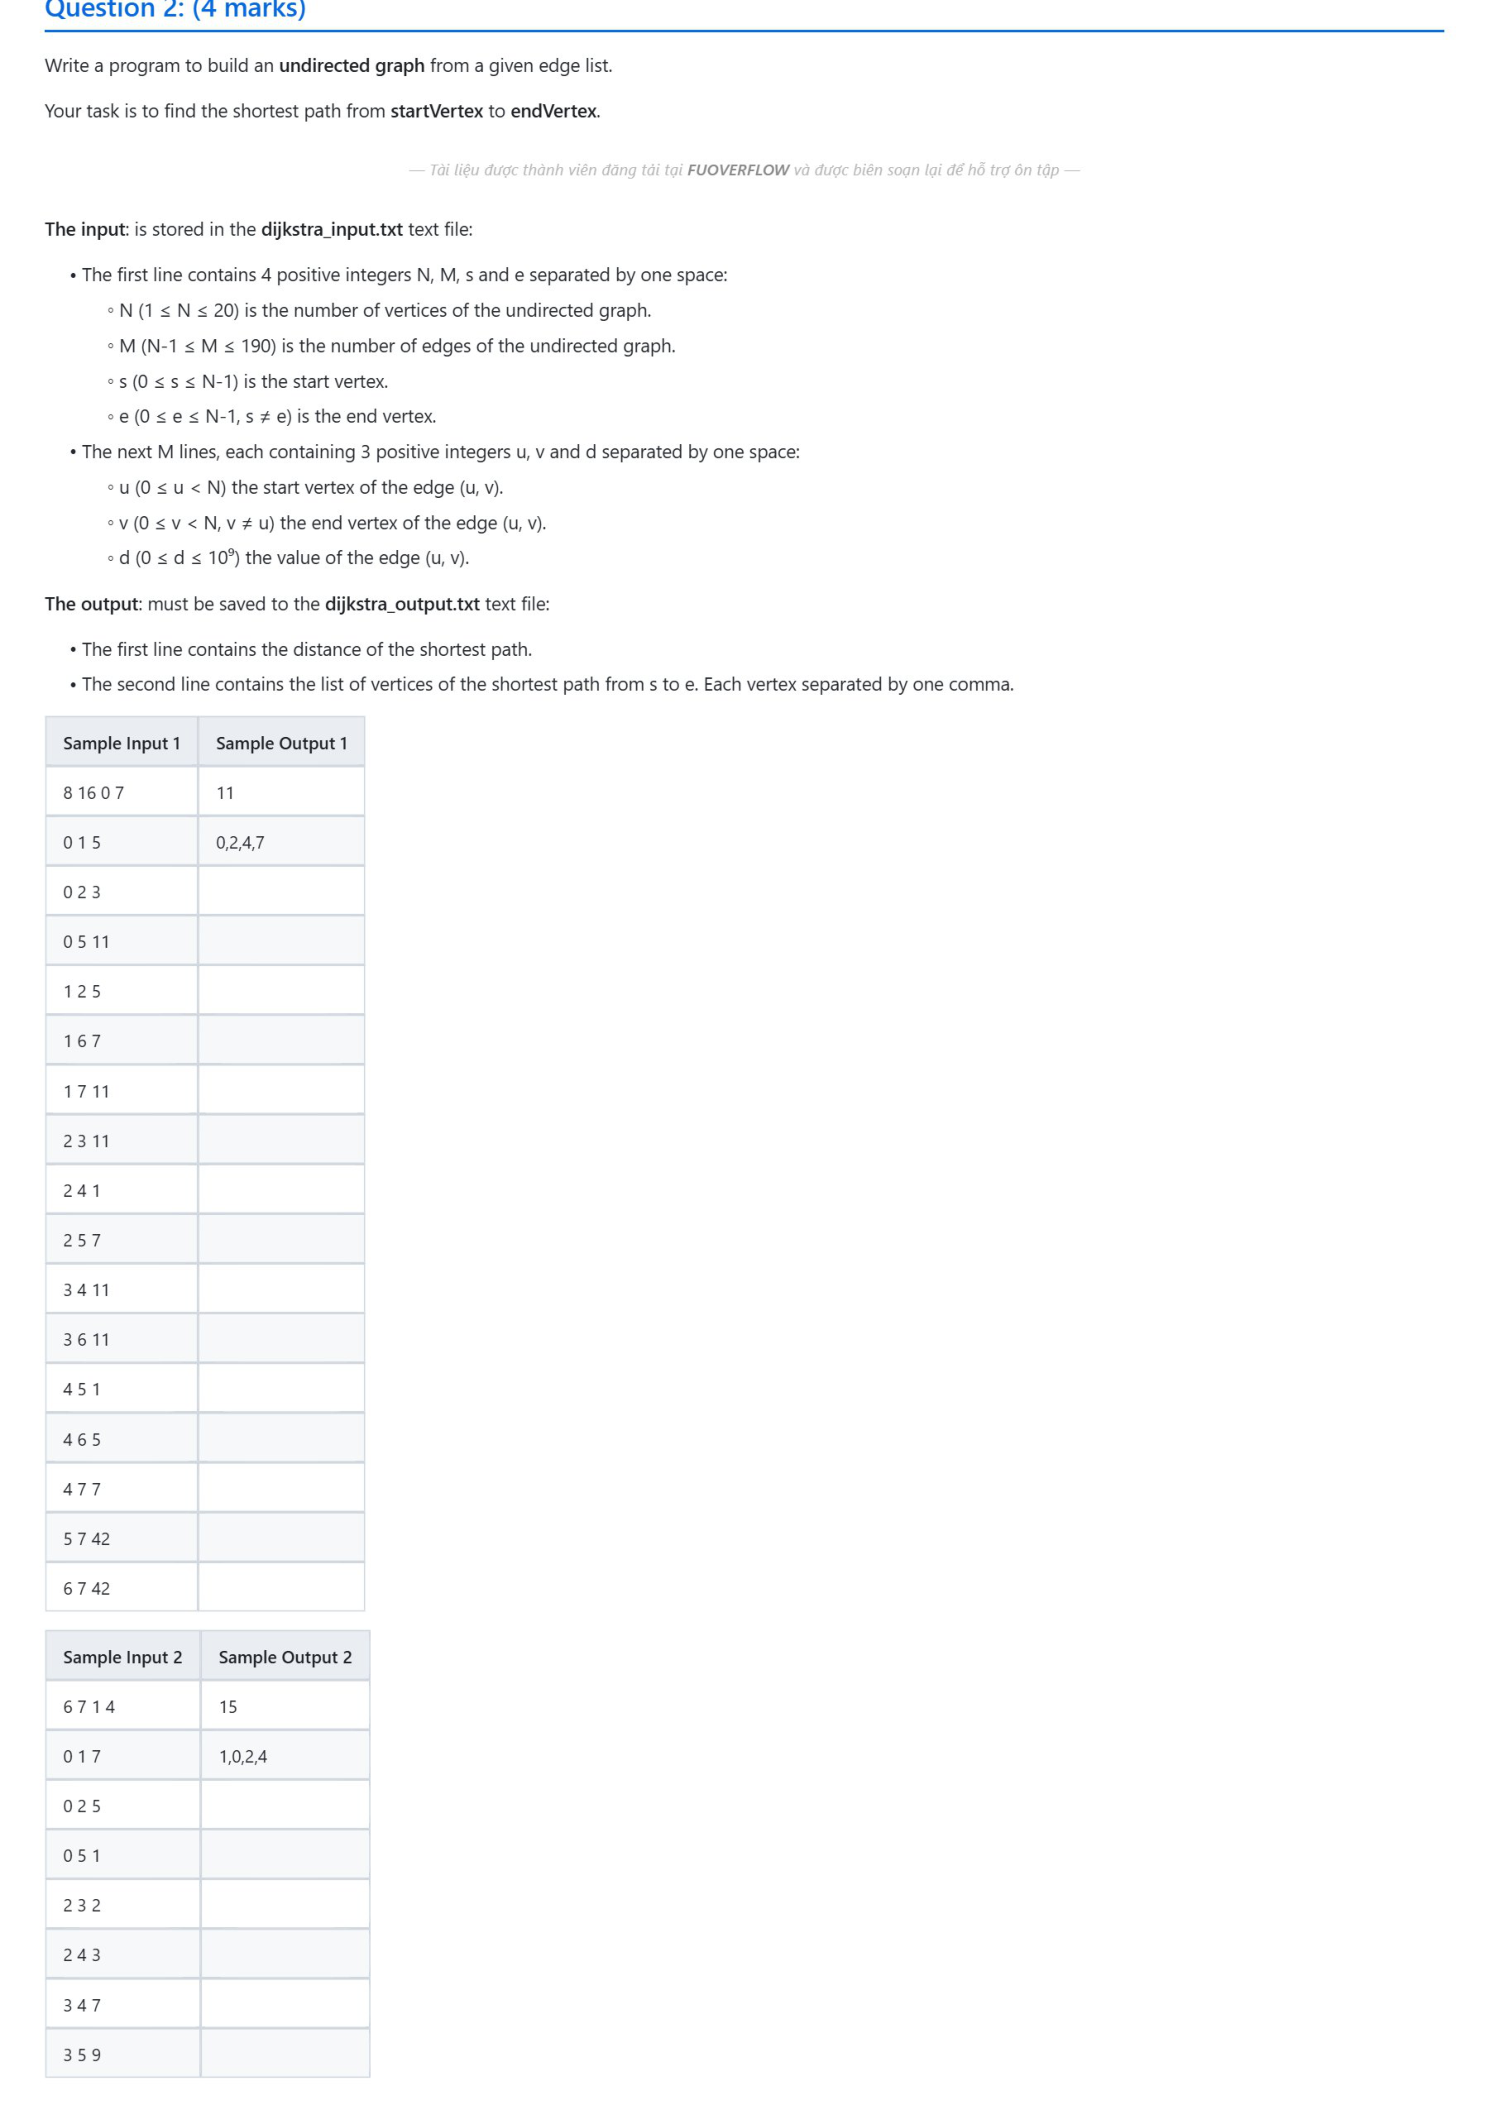 Question 2: (4 marks)
Write a program to build an undirected graph from a given edge list.
Your task is to find the shortest path from startVertex to endVertex.
— Tài liệu được thành viên đăng tải tại FUOVERFLOW và được biên soạn lại để hỗ trợ ôn tập —
The input: is stored in the dijkstra_input.txt text file:
• The first line contains 4 positive integers N, M, s and e separated by one space:
◦ N (1 ≤ N ≤ 20) is the number of vertices of the undirected graph.
◦ M (N-1 ≤ M ≤ 190) is the number of edges of the undirected graph.
◦ s (0 ≤ s ≤ N-1) is the start vertex.
◦ e (0 ≤ e ≤ N-1, s ≠ e) is the end vertex.
• The next M lines, each containing 3 positive integers u, v and d separated by one space:
◦ u (0 ≤ u < N) the start vertex of the edge (u, v).
◦ v (0 ≤ v < N, v ≠ u) the end vertex of the edge (u, v).
◦ d (0 ≤ d ≤ 10⁹) the value of the edge (u, v).
The output: must be saved to the dijkstra_output.txt text file:
• The first line contains the distance of the shortest path.
• The second line contains the list of vertices of the shortest path from s to e. Each vertex separated by one comma.
Sample Input 1 Sample Output 1
8 16 0 7 11
0 1 5 0,2,4,7
0 2 3
0 5 11
1 2 5
1 6 7
1 7 11
2 3 11
2 4 1
2 5 7
3 4 11
3 6 11
4 5 1
4 6 5
4 7 7
5 7 42
6 7 42
Sample Input 2 Sample Output 2
6 7 1 4 15
0 1 7 1,0,2,4
0 2 5
0 5 1
2 3 2
2 4 3
3 4 7
3 5 9